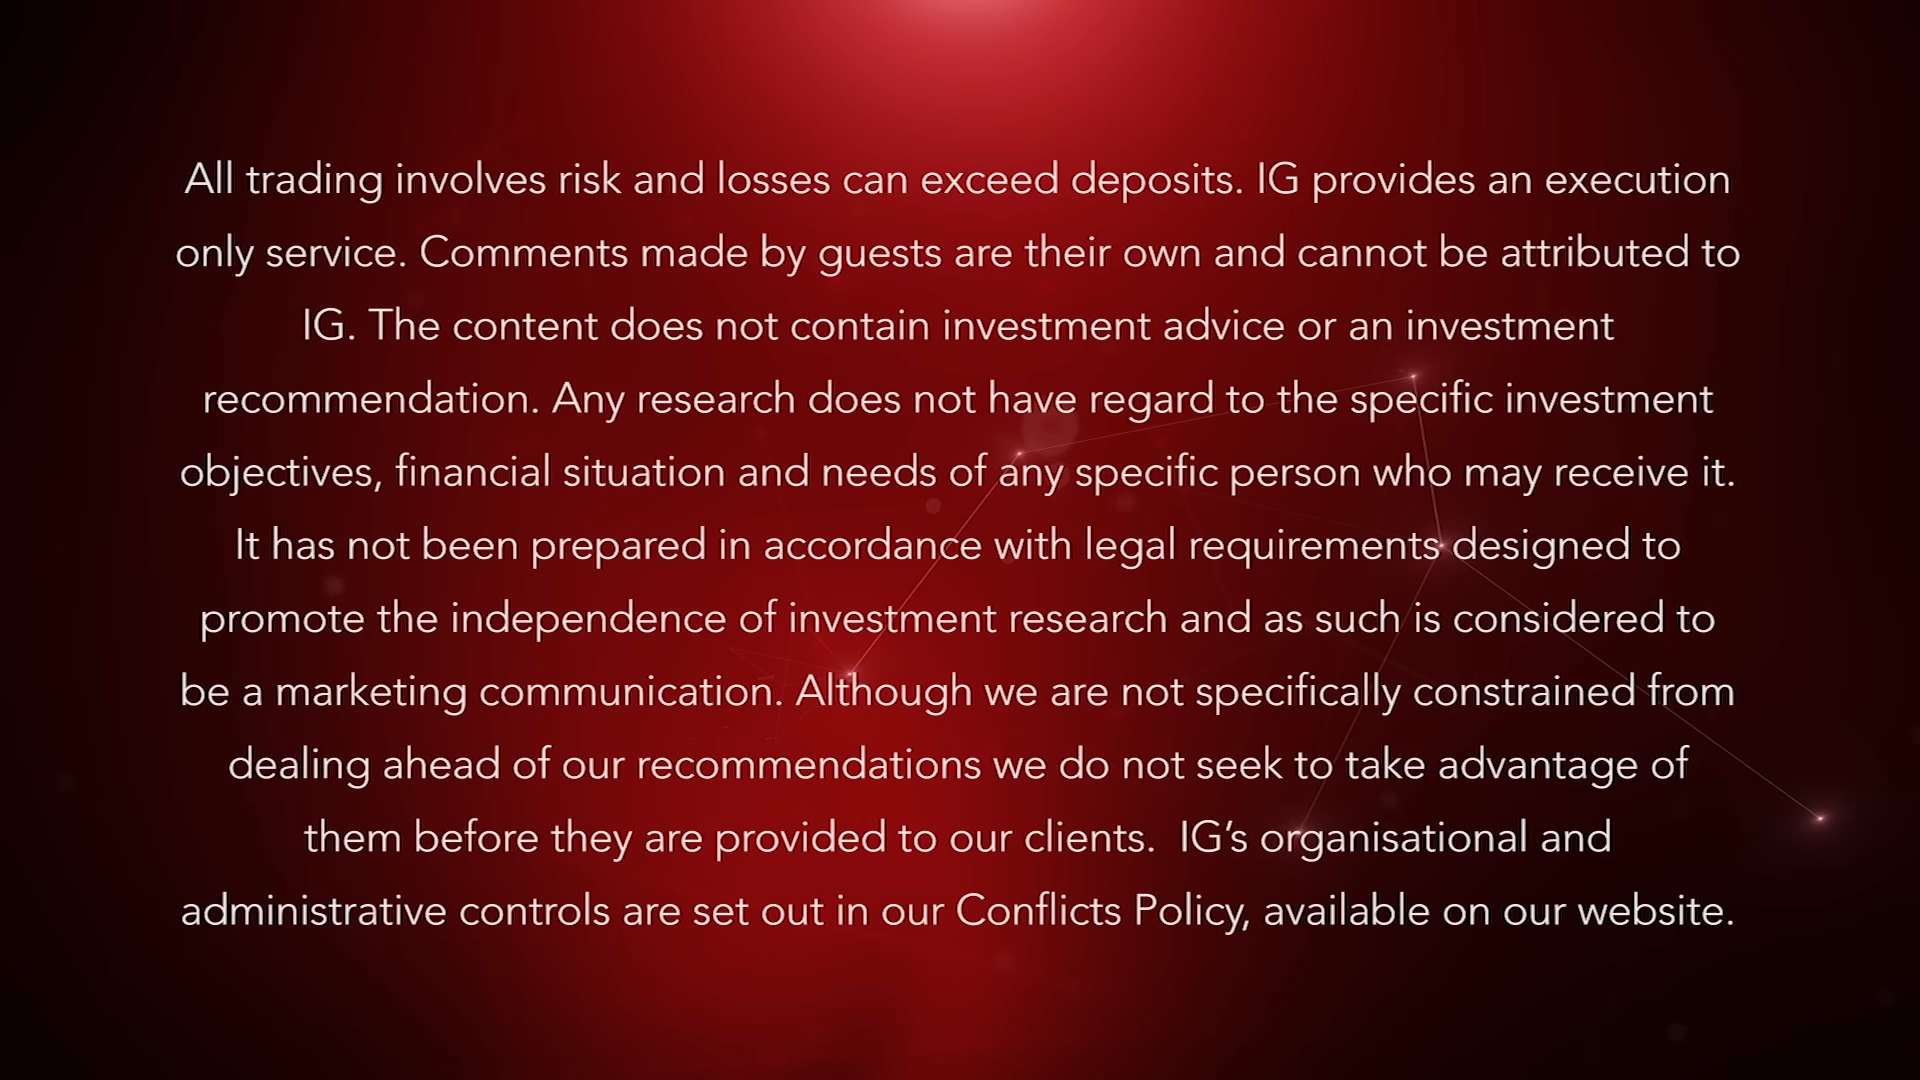 All trading involves risk and losses can exceed deposits. IG provides an execution
only service. Comments made by guests are their own and cannot be attributed to
IG. The content does not contain investment advice or an investment
recommendation. Any research does not have regard to the specific investment
objectives, financial situation and needs of any specific person who may receive it.
It has not been prepared in accordance with legal requirements designed to
promote the independence of investment research and as such is considered to
be a marketing communication. Although we are not specifically constrained from
dealing ahead of our recommendations we do not seek to take advantage of
them before they are provided to our clients.  IG’s organisational and
administrative controls are set out in our Conflicts Policy, available on our website.